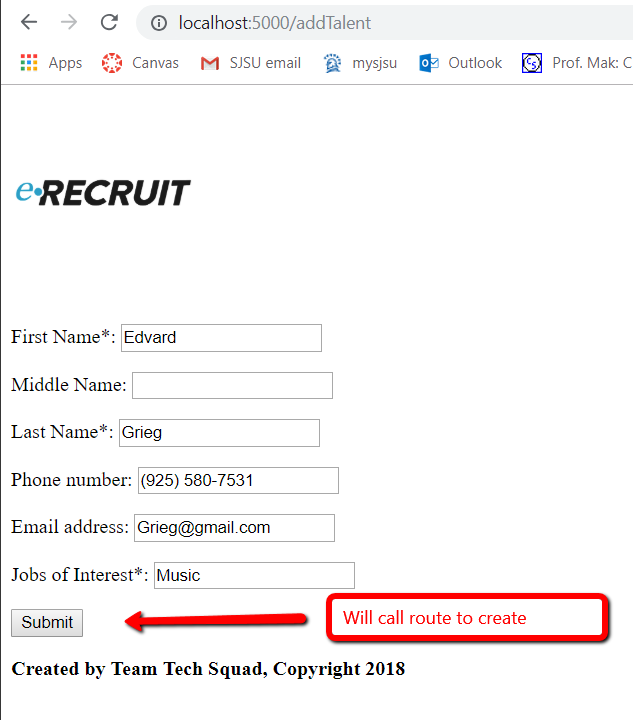 localhost:5000/addTalent
Apps Canvas SJSU email mysjsu Outlook CS Prof. Mak: C
e•RECRUIT
First Name*: Edvard
Middle Name:
Last Name*: Grieg
Phone number: (925) 580-7531
Email address: Grieg@gmail.com
Jobs of Interest*: Music
Submit Will call route to create
Created by Team Tech Squad, Copyright 2018